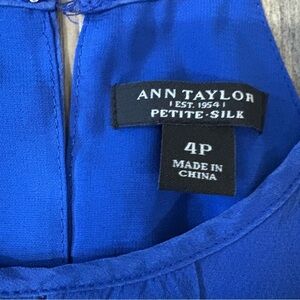 ANN TAYLOR
EST. 1954
PETITE·SILK
4P
MADE IN
CHINA